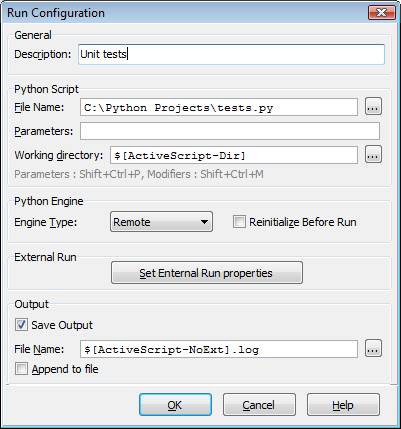 Run Configuration
General
Description: Unit tests
Python Script
File Name: C:\Python Projects\tests.py ...
Parameters:
Working directory: $[ActiveScript-Dir] ...
Parameters : Shift+Ctrl+P, Modifiers : Shift+Ctrl+M
Python Engine
Engine Type: Remote Reinitialize Before Run
External Run
Set Enternal Run properties
Output
Save Output
File Name: $[ActiveScript-NoExt].log ...
Append to file
OK Cancel Help